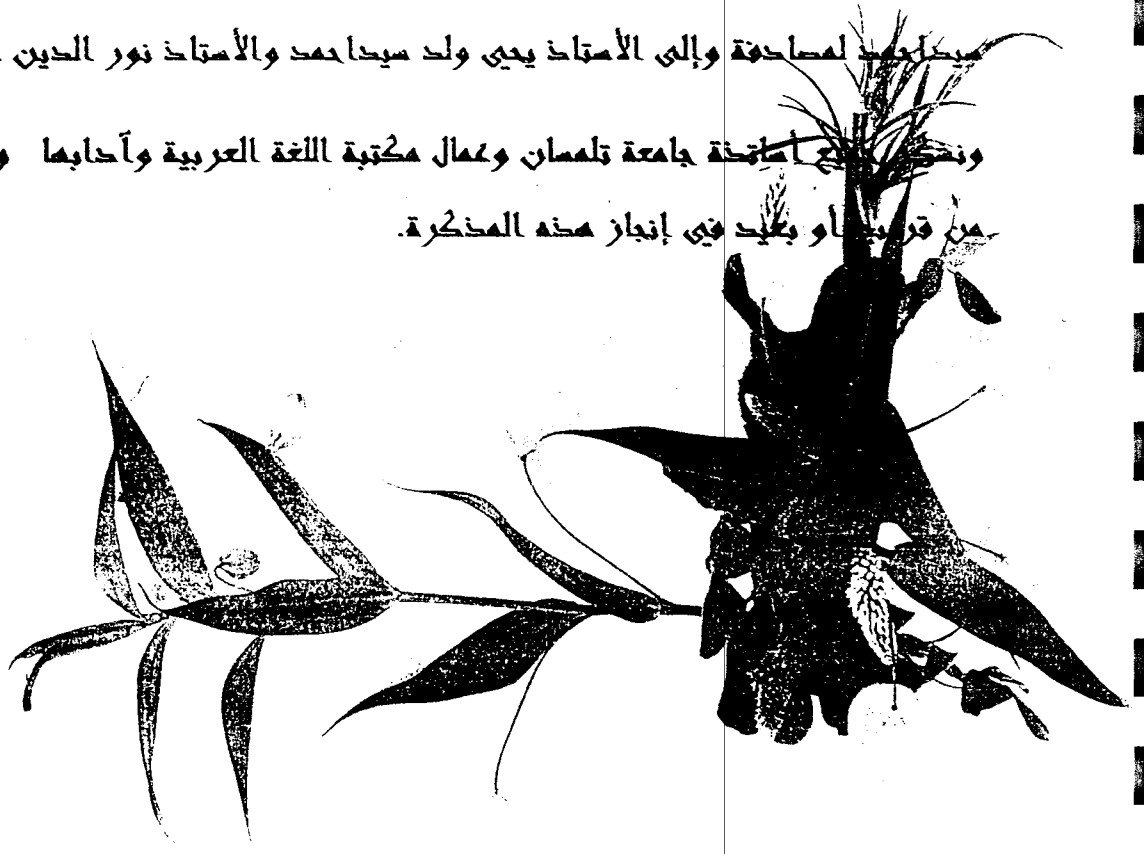 سيداحمد لمصادفة وإلى الأستاذ يحيى ولد سيداحمد والأستاذ نور الدين
ونشكر جميع أساتذة جامعة تلمسان وعمال مكتبة اللغة العربية وآدابها و
من قريب أو بعيد في إنجاز هذه المذكرة.